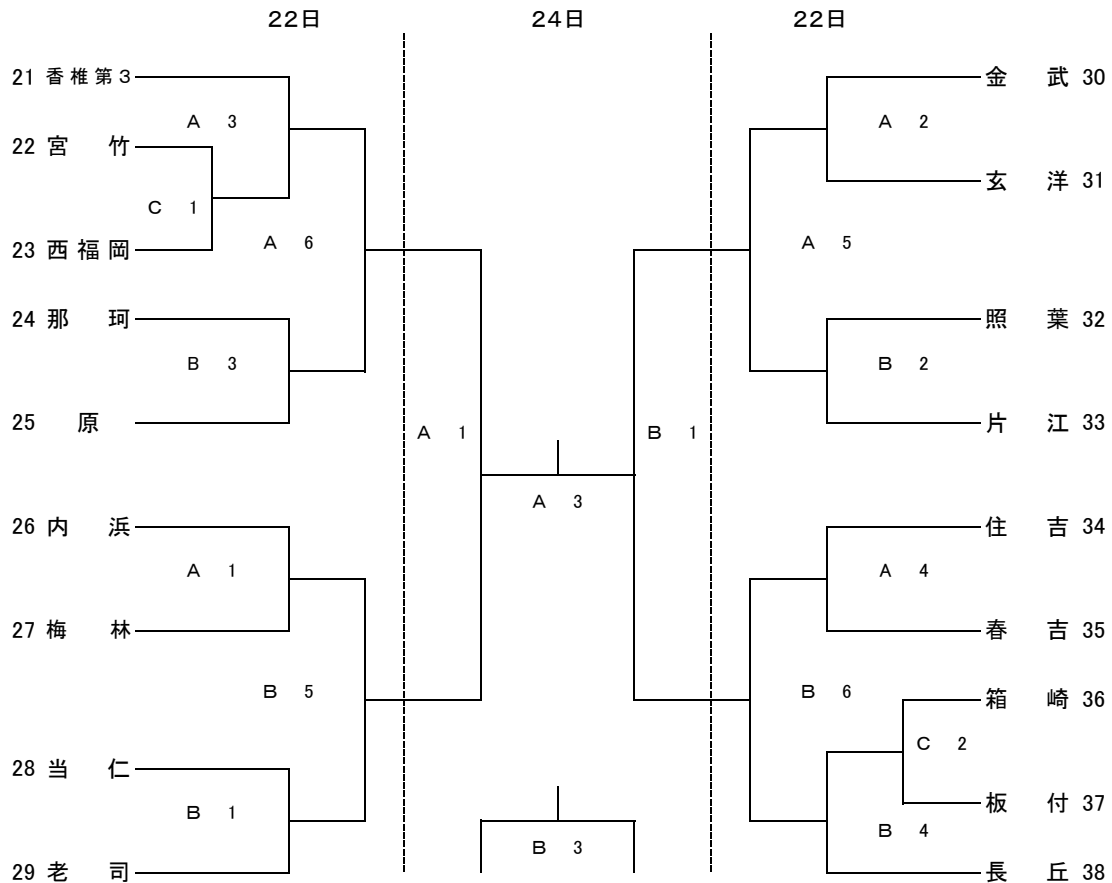 22日 24日 22日
21 香椎第3 金武 30
A 3 A 2
22 宮竹
玄洋 31
C 1
23 西福岡 A 6 A 5
24 那珂 照葉 32
B 3 B 2
25 原 片江 33
A 1 B 1
A 3
26 内浜 住吉 34
A 1 A 4
27 梅林 春吉 35
B 5 B 6
箱崎 36
C 2
28 当仁
板付 37
B 1 B 4
B 3
29 老司 長丘 38